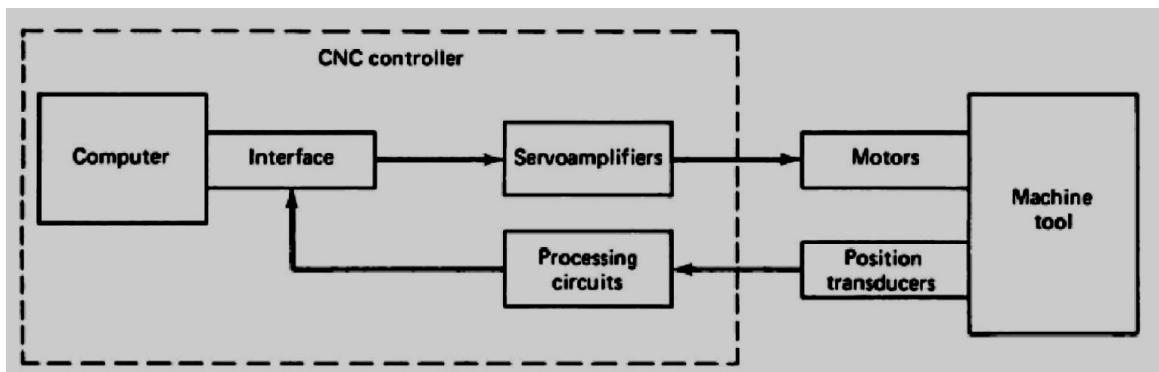 CNC controller
Computer
Interface
Servoamplifiers
Motors
Machine
tool
Processing
circuits
Position
transducers